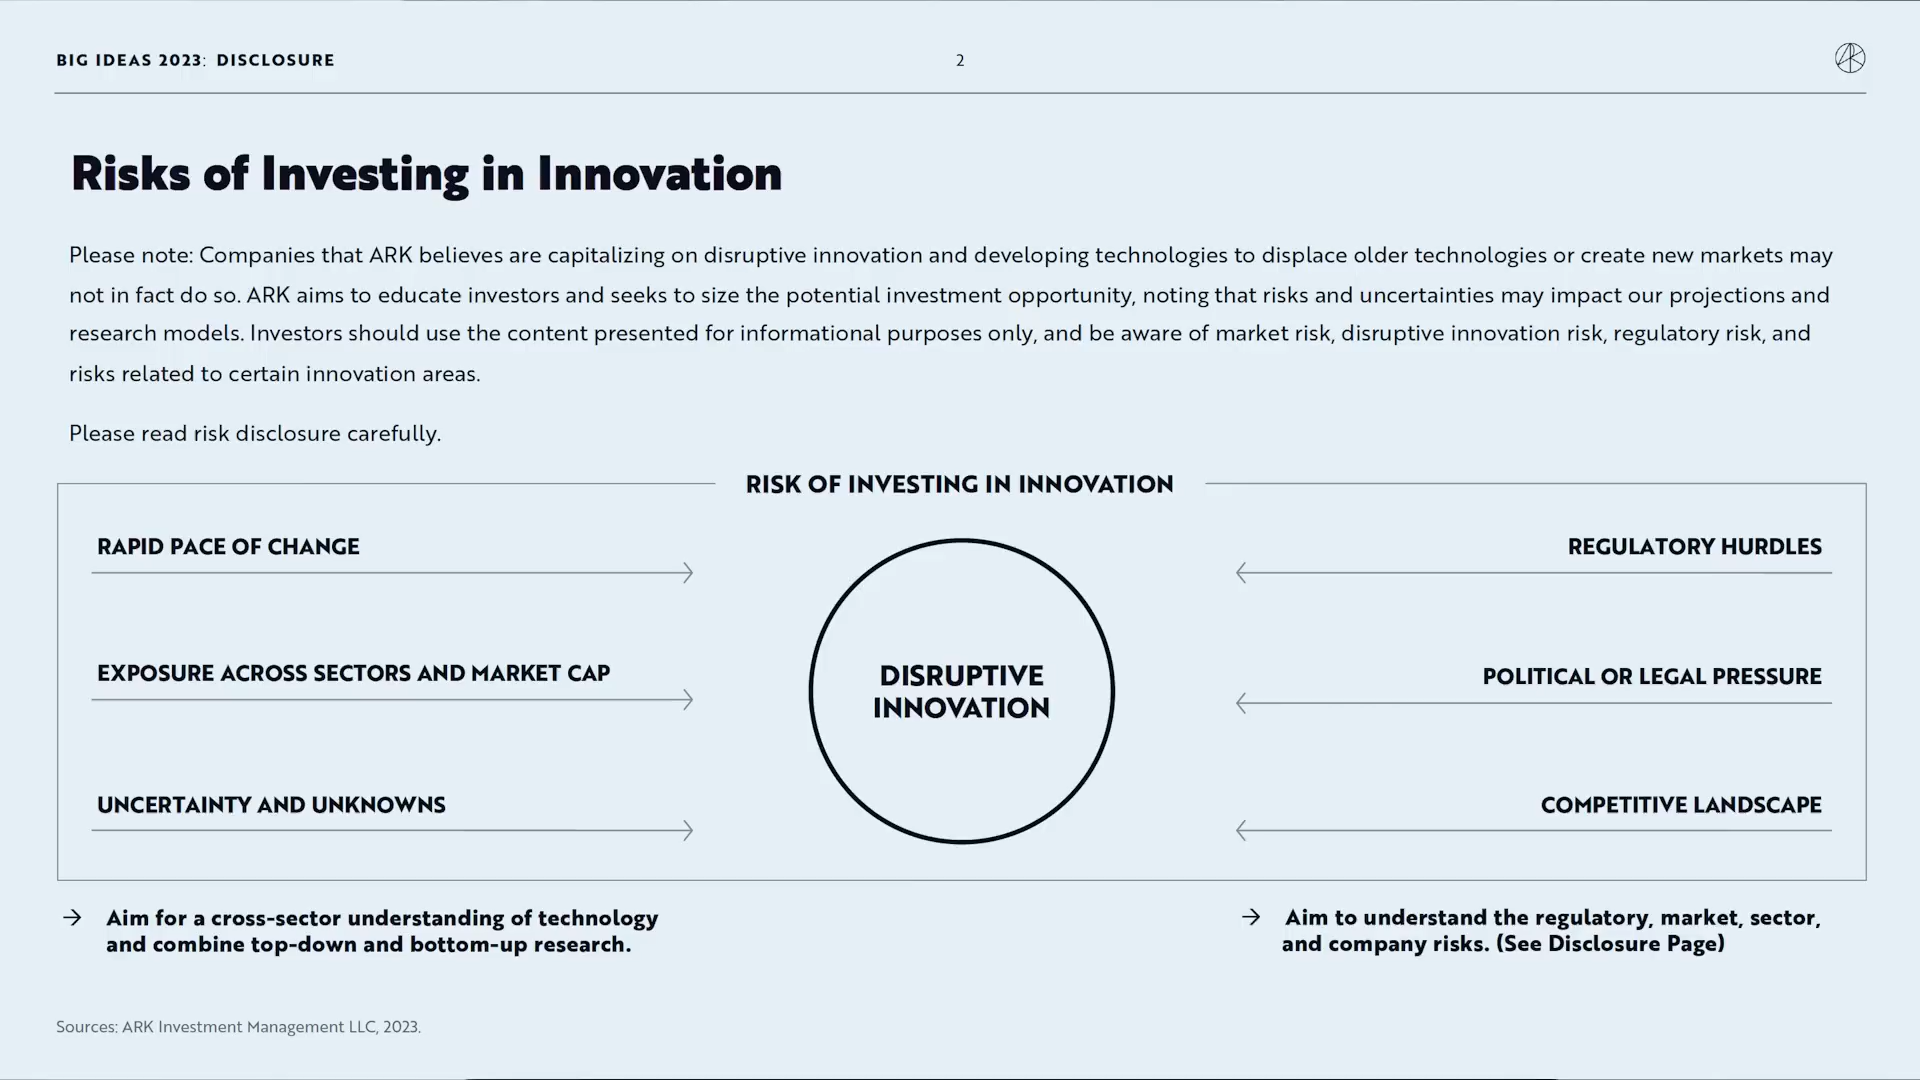 BIG IDEAS 2023: DISCLOSURE
2
Risks of Investing in Innovation
Please note: Companies that ARK believes are capitalizing on disruptive innovation and developing technologies to displace older technologies or create new markets may
not in fact do so. ARK aims to educate investors and seeks to size the potential investment opportunity, noting that risks and uncertainties may impact our projections and
research models. Investors should use the content presented for informational purposes only, and be aware of market risk, disruptive innovation risk, regulatory risk, and
risks related to certain innovation areas.
Please read risk disclosure carefully.
RISK OF INVESTING IN INNOVATION
RAPID PACE OF CHANGE
EXPOSURE ACROSS SECTORS AND MARKET CAP
UNCERTAINTY AND UNKNOWNS
DISRUPTIVE
INNOVATION
REGULATORY HURDLES
POLITICAL OR LEGAL PRESSURE
COMPETITIVE LANDSCAPE
→ Aim for a cross-sector understanding of technology
and combine top-down and bottom-up research.
→ Aim to understand the regulatory, market, sector,
and company risks. (See Disclosure Page)
Sources: ARK Investment Management LLC, 2023.